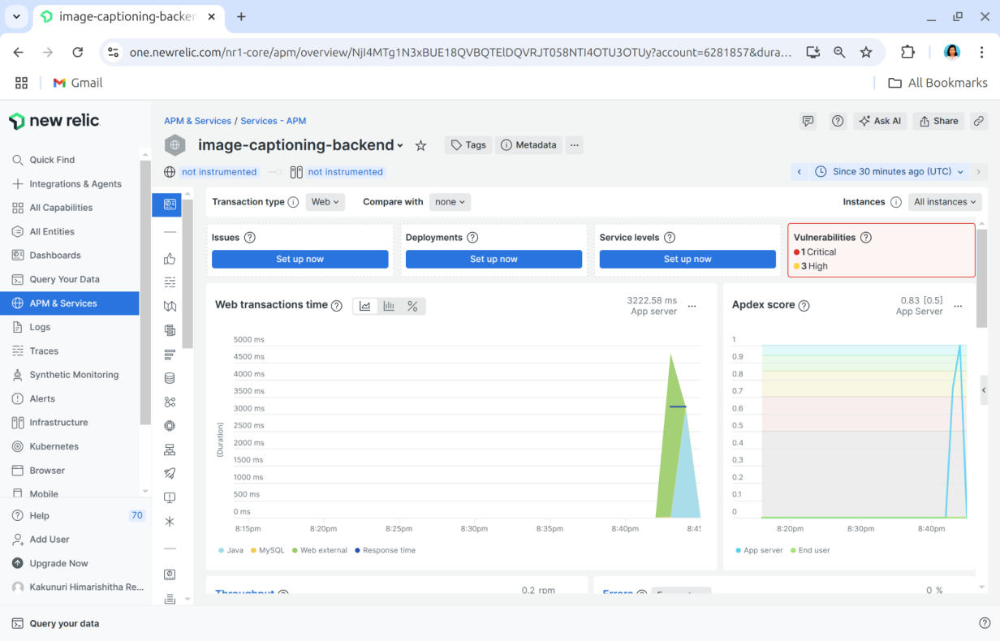 image-captioning-backen
one.newrelic.com/nr1-core/apm/overview/NjI4MTg1N3xBUE18QVBQTElDQVRJT058NTI4OTU3OTUy?account=6281857&dura...
Gmail
All Bookmarks
new relic
Quick Find
Integrations & Agents
All Capabilities
All Entities
Dashboards
Query Your Data
APM & Services
Logs
Traces
Synthetic Monitoring
Alerts
Infrastructure
Kubernetes
Browser
Mobile
Help 70
Add User
Upgrade Now
Kakunuri Himarishitha Re...
APM & Services / Services - APM
Ask AI
Share
image-captioning-backend
Tags
Metadata
not instrumented
not instrumented
Since 30 minutes ago (UTC)
Transaction type
Web
Compare with
none
Instances
All instances
Issues
Set up now
Deployments
Set up now
Service levels
Set up now
Vulnerabilities
1 Critical
3 High
Web transactions time
3222.58 ms
App server
5000 ms
4500 ms
4000 ms
3500 ms
3000 ms
2500 ms
2000 ms
1500 ms
1000 ms
500 ms
0 ms
(Duration)
8:15pm 8:20pm 8:25pm 8:30pm 8:35pm 8:40pm 8:45
Java MySQL Web external Response time
Apdex score
0.83 [0.5]
App Server
1
0.9
0.8
0.7
0.6
0.5
0.4
0.3
0.2
0.1
0
8:20pm 8:30pm 8:40pm
App server End user
Throughput
0.2 rpm
Errors
0 %
Query your data